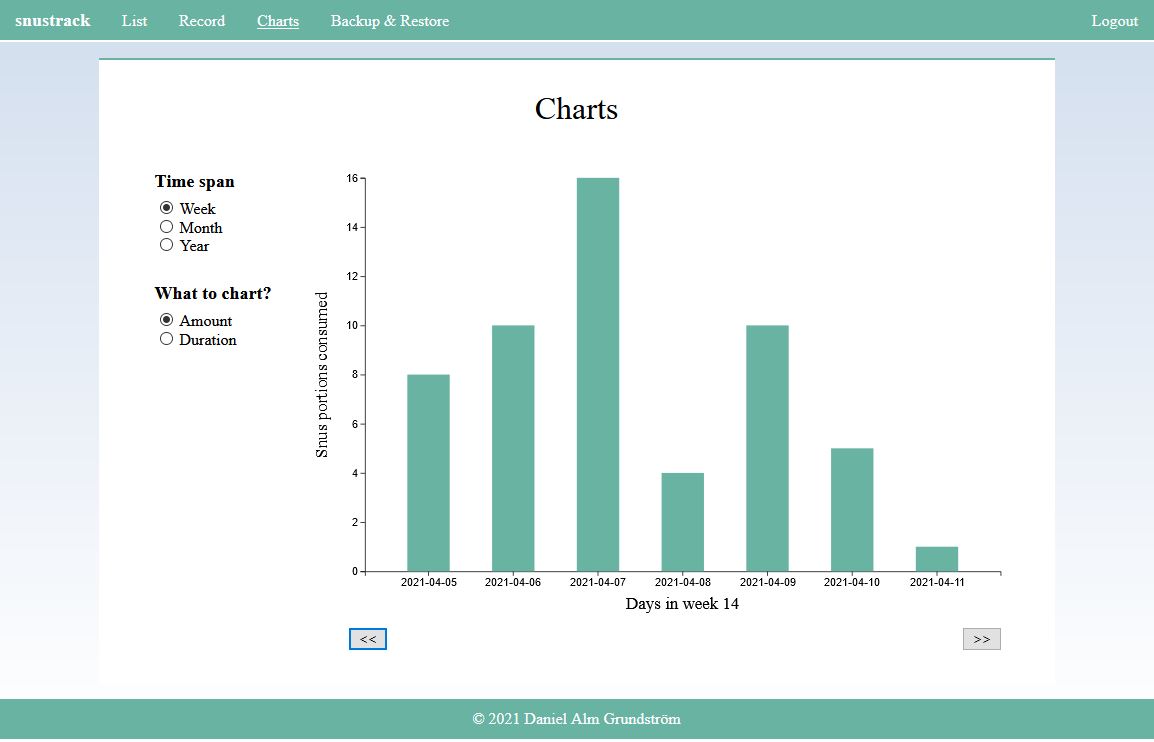 snustrack List Record Charts Backup & Restore Logout
Charts
Time span
Week
Month
Year
What to chart?
Amount
Duration
Snus portions consumed
16
14
12
10
8
6
4
2
0
2021-04-05 2021-04-06 2021-04-07 2021-04-08 2021-04-09 2021-04-10 2021-04-11
Days in week 14
<< >>
© 2021 Daniel Alm Grundström